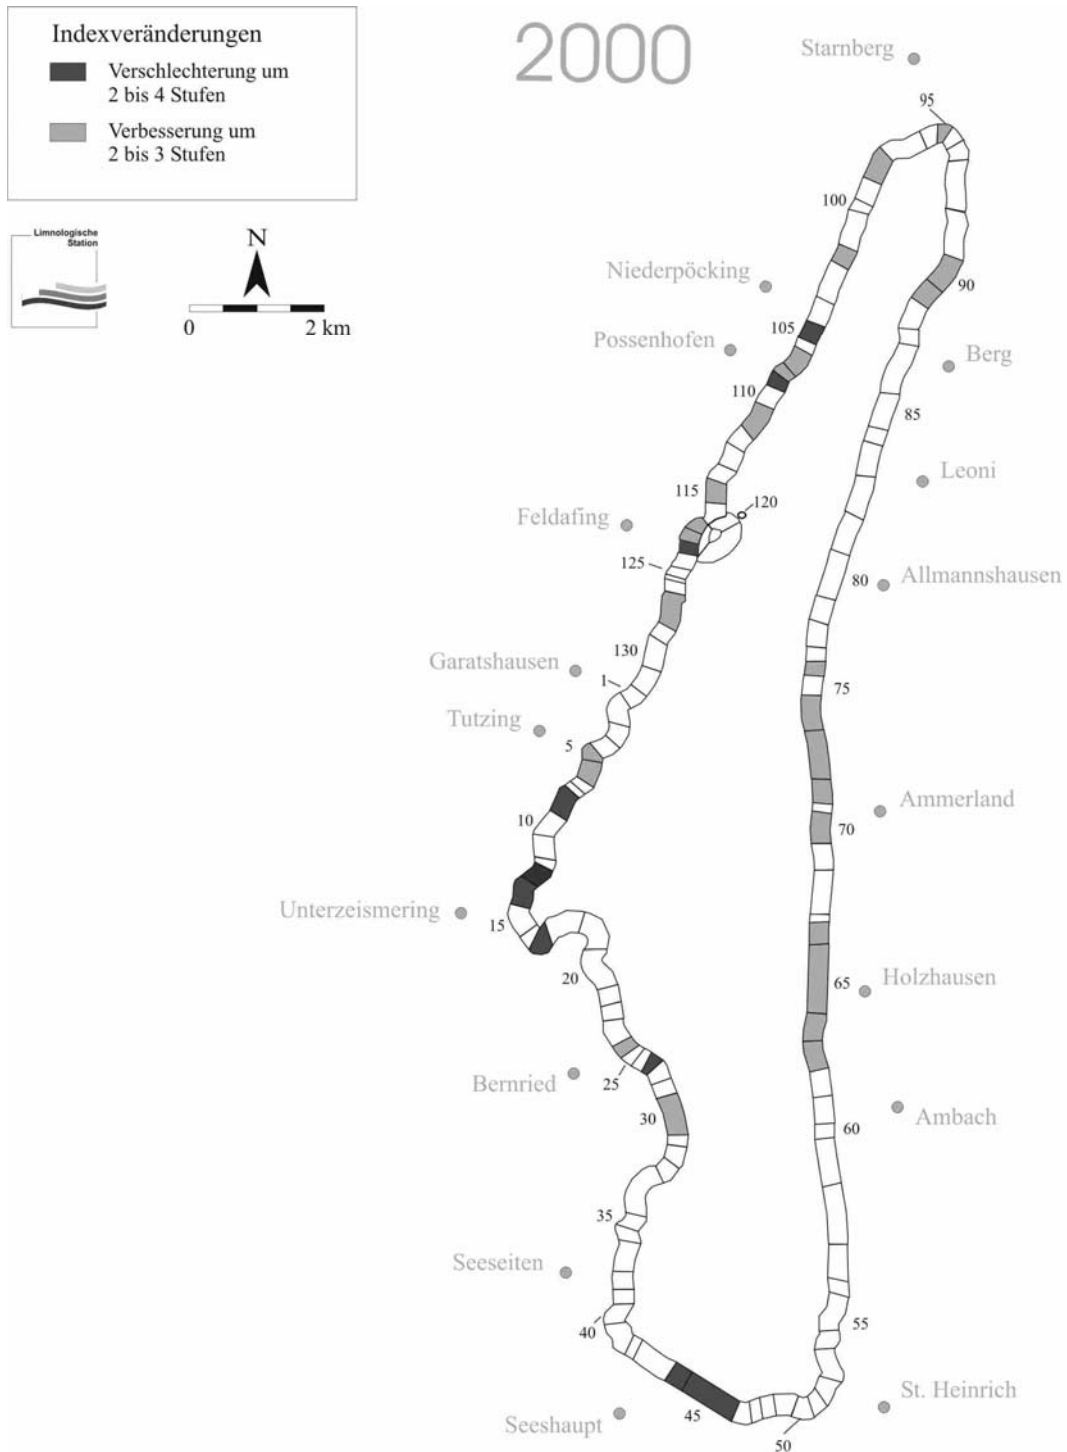 Indexveränderungen
Verschlechterung um
2 bis 4 Stufen
Verbesserung um
2 bis 3 Stufen
2000
Starnberg
95
Limnologische
Station
N
0 2 km
100
Niederpöcking
90
105
Possenhofen
Berg
110
85
Leoni
115
120
Feldafing
125
80
Allmannshausen
130
Garatshausen
1
75
Tutzing
5
Ammerland
10
70
Unterzeismering
15
20
65
Holzhausen
Bernried
25
30
Ambach
60
35
Seeseiten
40
55
St. Heinrich
Seeshaupt
45
50